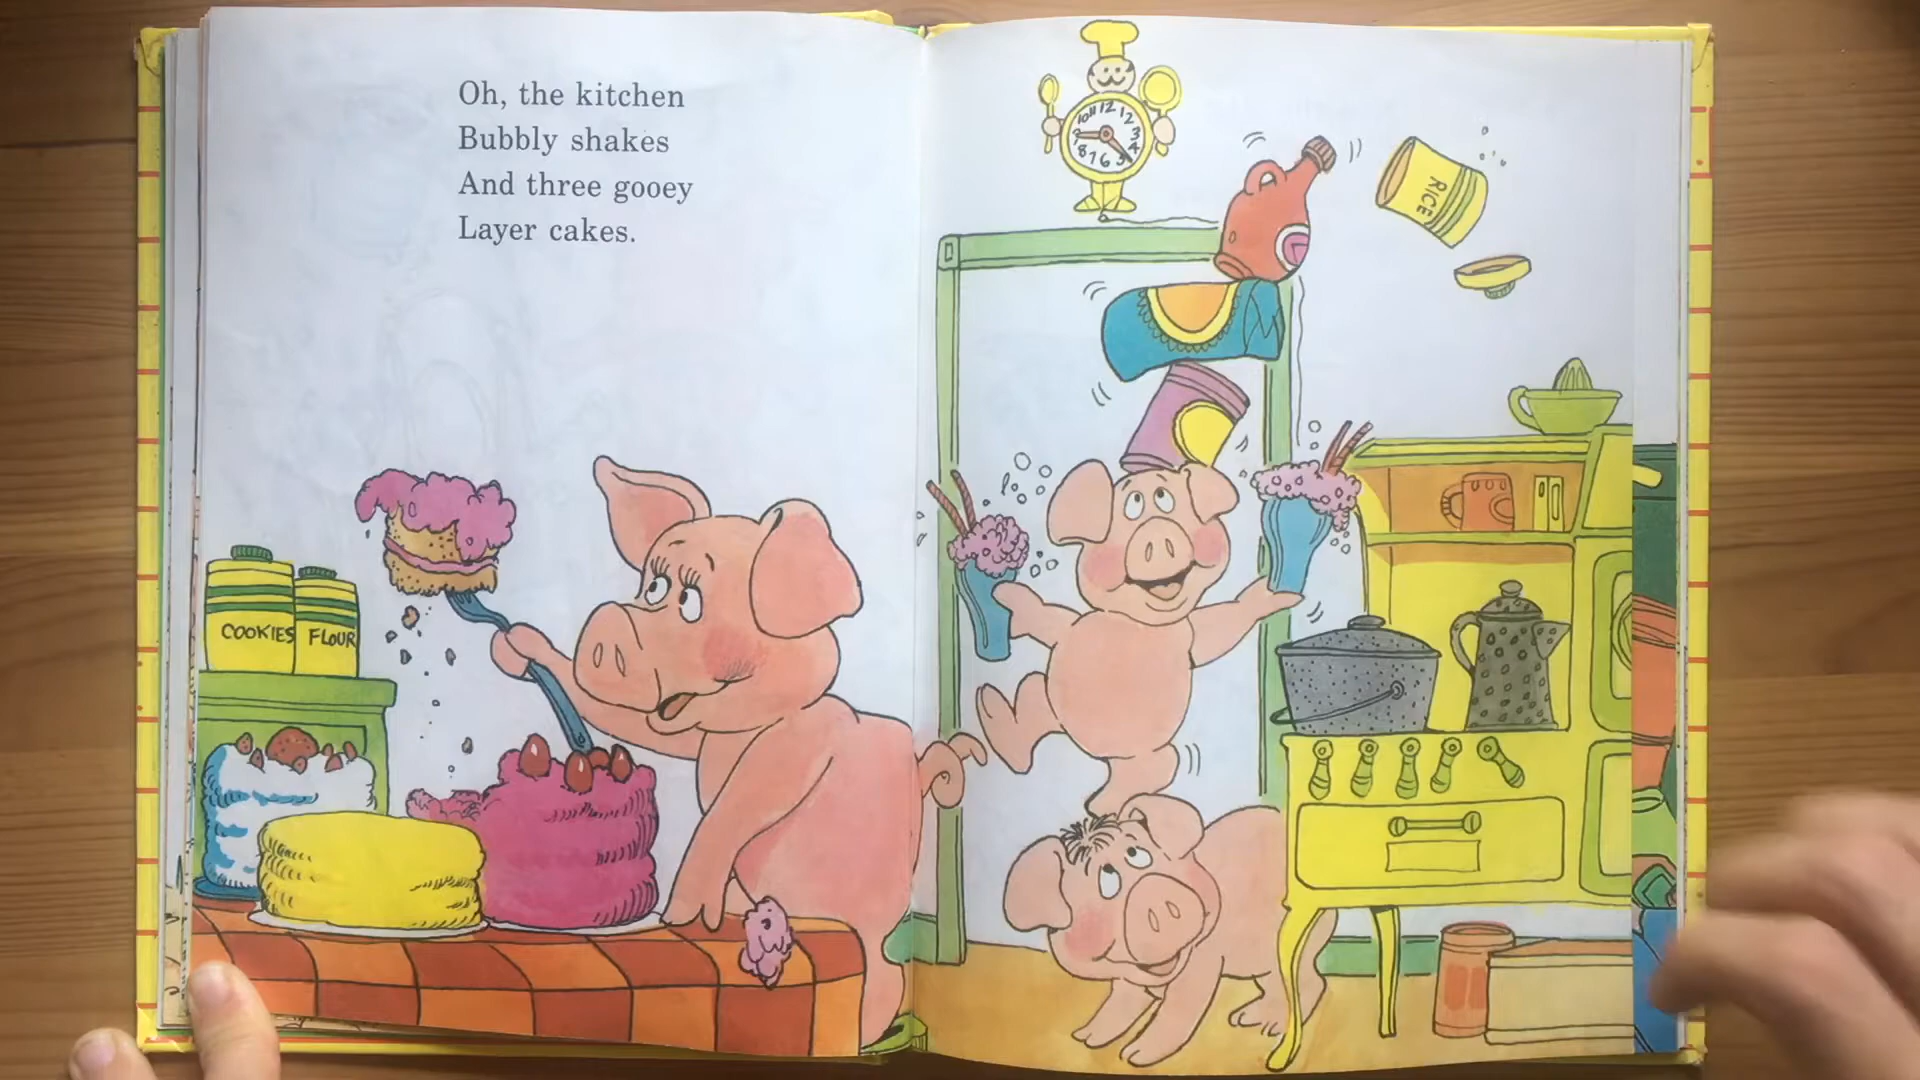 Oh, the kitchen
Bubbly shakes
And three gooey
Layer cakes.
RICE
COOKIES
FLOUR